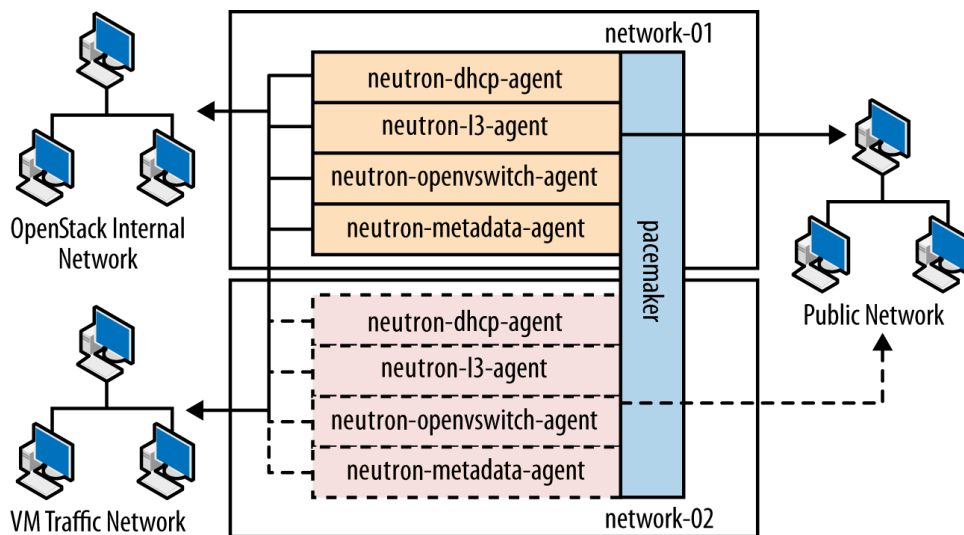 network-01
neutron-dhcp-agent
neutron-l3-agent
neutron-openvswitch-agent
neutron-metadata-agent
pacemaker
OpenStack Internal
Network
Public Network
neutron-dhcp-agent
neutron-l3-agent
neutron-openvswitch-agent
neutron-metadata-agent
VM Traffic Network
network-02